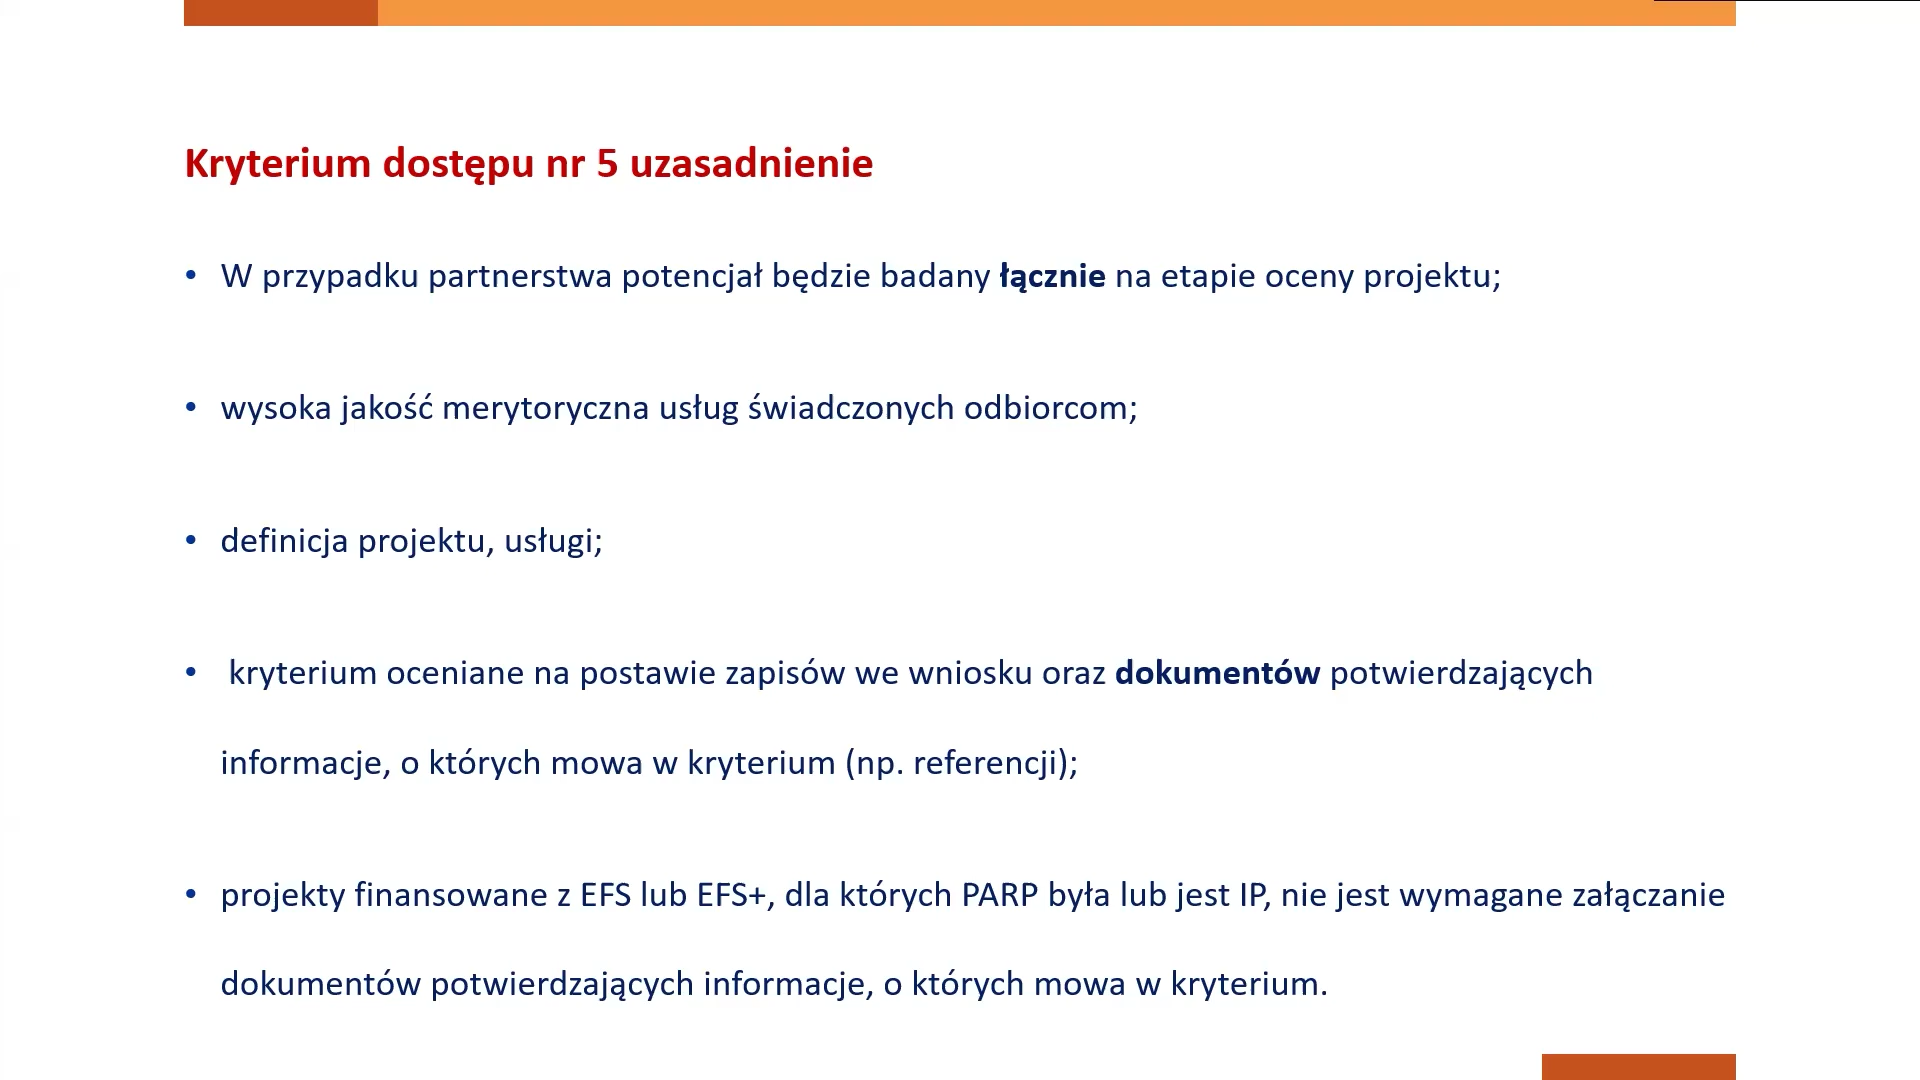 Kryterium dostępu nr 5 uzasadnienie
• W przypadku partnerstwa potencjał będzie badany łącznie na etapie oceny projektu;
• wysoka jakość merytoryczna usług świadczonych odbiorcom;
• definicja projektu, usługi;
• kryterium oceniane na postawie zapisów we wniosku oraz dokumentów potwierdzających
informacje, o których mowa w kryterium (np. referencji);
• projekty finansowane z EFS lub EFS+, dla których PARP była lub jest IP, nie jest wymagane załączanie
dokumentów potwierdzających informacje, o których mowa w kryterium.